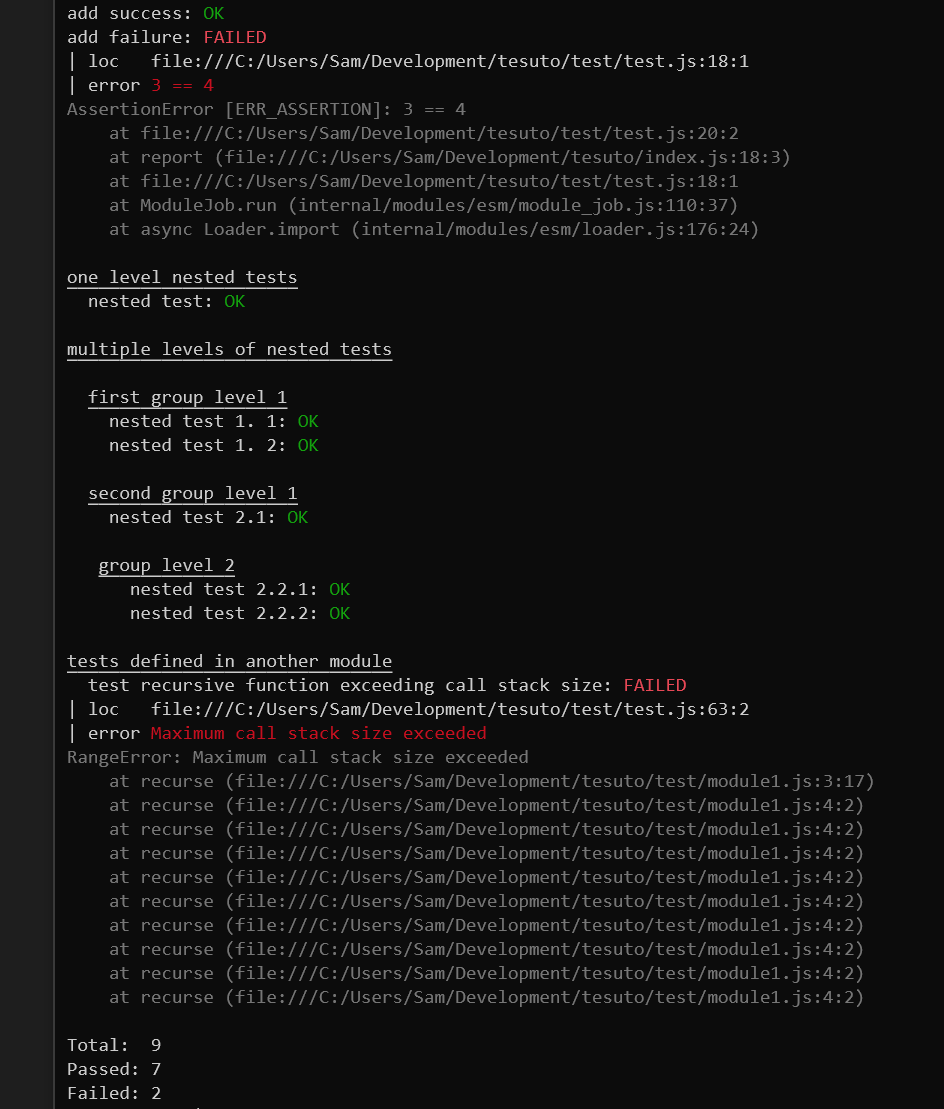 add success: OK
add failure: FAILED
| loc   file:///C:/Users/Sam/Development/tesuto/test/test.js:18:1
| error 3 == 4
AssertionError [ERR_ASSERTION]: 3 == 4
    at file:///C:/Users/Sam/Development/tesuto/test/test.js:20:2
    at report (file:///C:/Users/Sam/Development/tesuto/index.js:18:3)
    at file:///C:/Users/Sam/Development/tesuto/test/test.js:18:1
    at ModuleJob.run (internal/modules/esm/module_job.js:110:37)
    at async Loader.import (internal/modules/esm/loader.js:176:24)

one level nested tests
  nested test: OK

multiple levels of nested tests

  first group level 1
    nested test 1. 1: OK
    nested test 1. 2: OK

  second group level 1
    nested test 2.1: OK

   group level 2
      nested test 2.2.1: OK
      nested test 2.2.2: OK

tests defined in another module
  test recursive function exceeding call stack size: FAILED
| loc   file:///C:/Users/Sam/Development/tesuto/test/test.js:63:2
| error Maximum call stack size exceeded
RangeError: Maximum call stack size exceeded
    at recurse (file:///C:/Users/Sam/Development/tesuto/test/module1.js:3:17)
    at recurse (file:///C:/Users/Sam/Development/tesuto/test/module1.js:4:2)
    at recurse (file:///C:/Users/Sam/Development/tesuto/test/module1.js:4:2)
    at recurse (file:///C:/Users/Sam/Development/tesuto/test/module1.js:4:2)
    at recurse (file:///C:/Users/Sam/Development/tesuto/test/module1.js:4:2)
    at recurse (file:///C:/Users/Sam/Development/tesuto/test/module1.js:4:2)
    at recurse (file:///C:/Users/Sam/Development/tesuto/test/module1.js:4:2)
    at recurse (file:///C:/Users/Sam/Development/tesuto/test/module1.js:4:2)
    at recurse (file:///C:/Users/Sam/Development/tesuto/test/module1.js:4:2)
    at recurse (file:///C:/Users/Sam/Development/tesuto/test/module1.js:4:2)

Total:  9
Passed: 7
Failed: 2